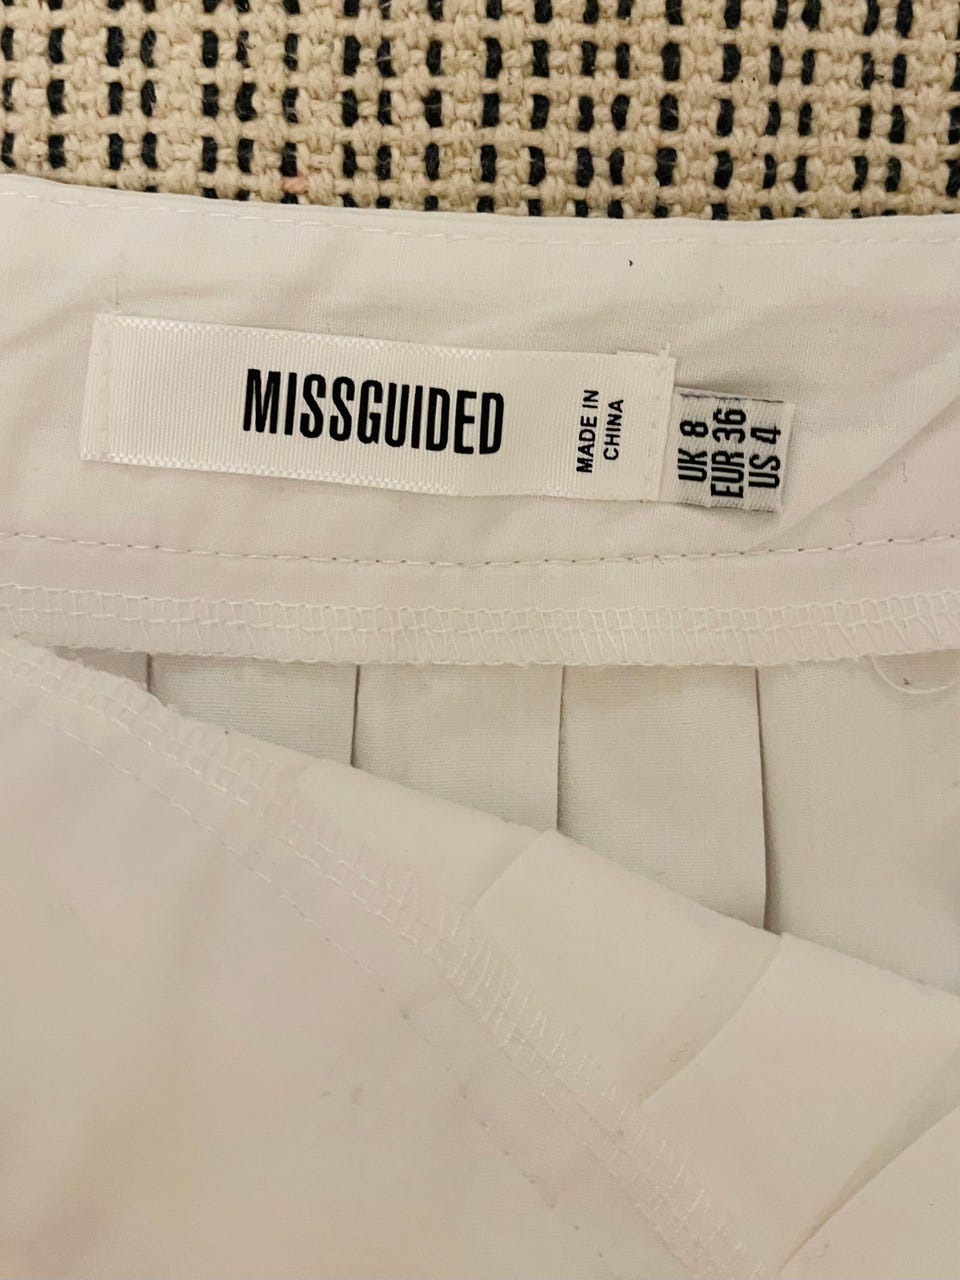 MISSGUIDED
MADE IN
CHINA
UK 8
EUR 36
US 4